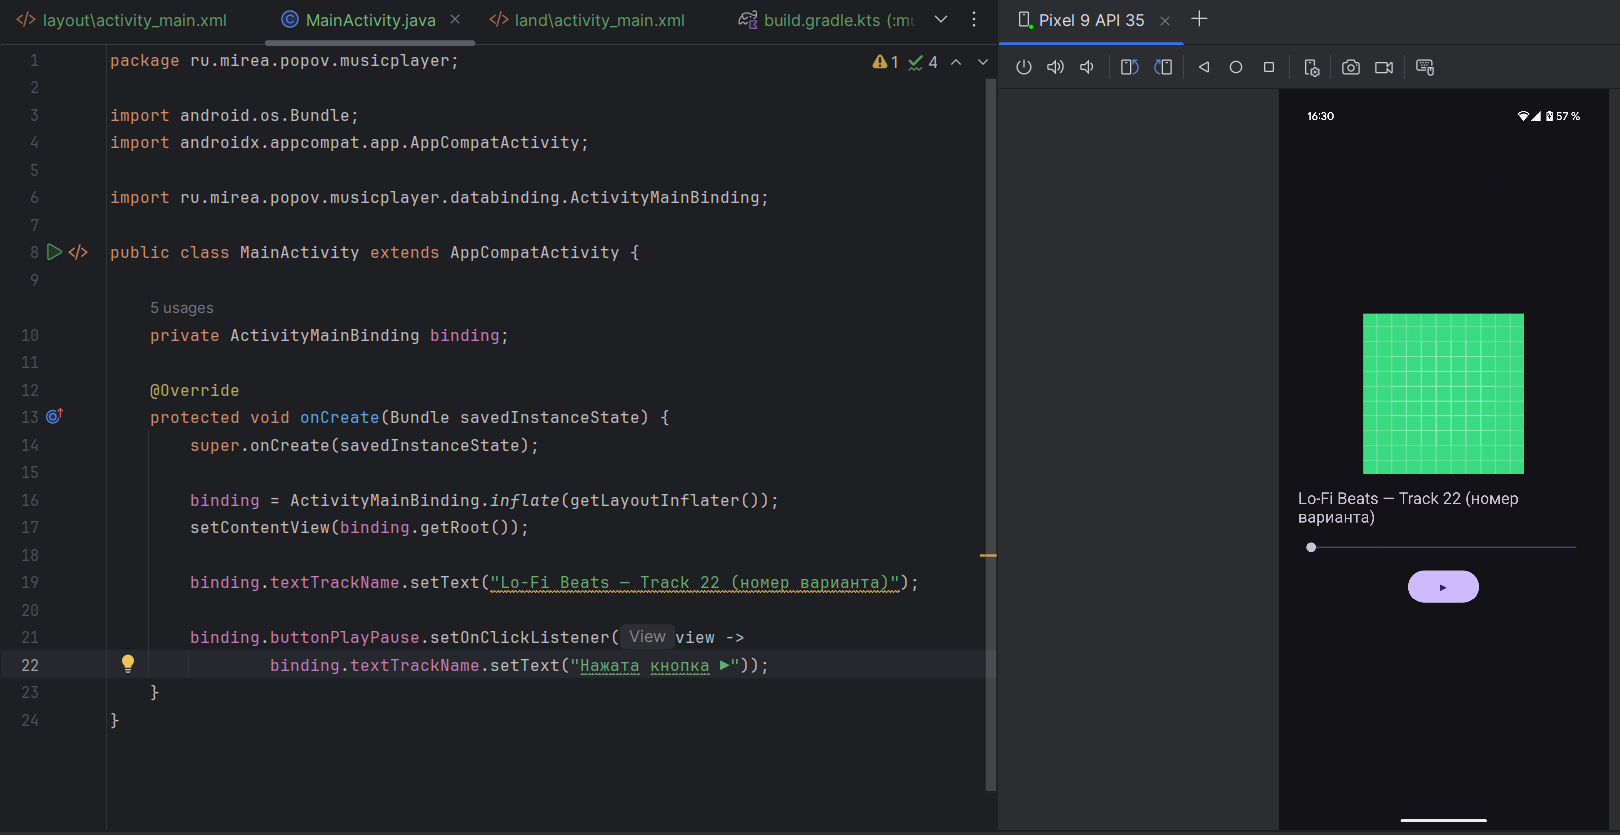 layout\activity_main.xml
MainActivity.java
land\activity_main.xml
build.gradle.kts (:mu
Pixel 9 API 35
1 4
1 package ru.mirea.popov.musicplayer;
2
3 import android.os.Bundle;
4 import androidx.appcompat.app.AppCompatActivity;
5
6 import ru.mirea.popov.musicplayer.databinding.ActivityMainBinding;
7
8 public class MainActivity extends AppCompatActivity {
9
5 usages
10 private ActivityMainBinding binding;
11
12 @Override
13 protected void onCreate(Bundle savedInstanceState) {
14 super.onCreate(savedInstanceState);
15
16 binding = ActivityMainBinding.inflate(getLayoutInflater());
17 setContentView(binding.getRoot());
18
19 binding.textTrackName.setText("Lo-Fi Beats — Track 22 (номер варианта)");
20
21 binding.buttonPlayPause.setOnClickListener( View view ->
22 binding.textTrackName.setText("Нажата кнопка ▶"));
23 }
24 }
16:30
57 %
Lo-Fi Beats — Track 22 (номер
варианта)
▶